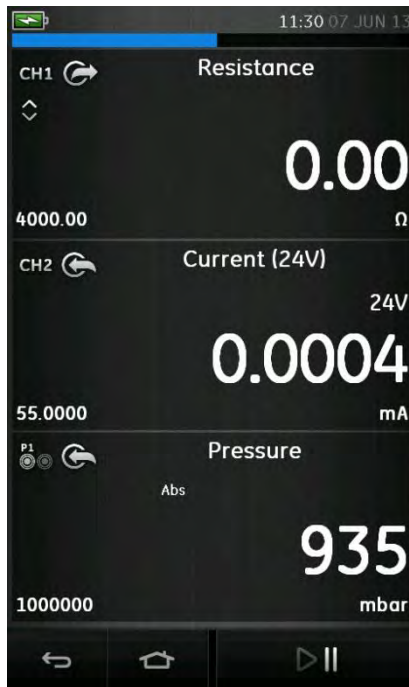 11:30 07 JUN 13
CH1 Resistance
0.00
4000.00 Ω
CH2 Current (24V)
24V
0.0004
55.0000 mA
P1 Pressure
Abs
935
1000000 mbar